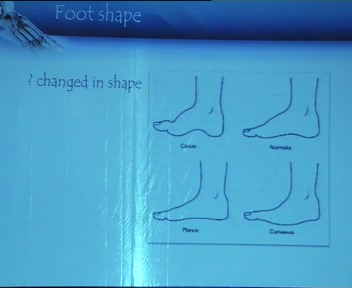 Foot shape
? changed in shape
Cavus
Normalis
Planus
Convexus